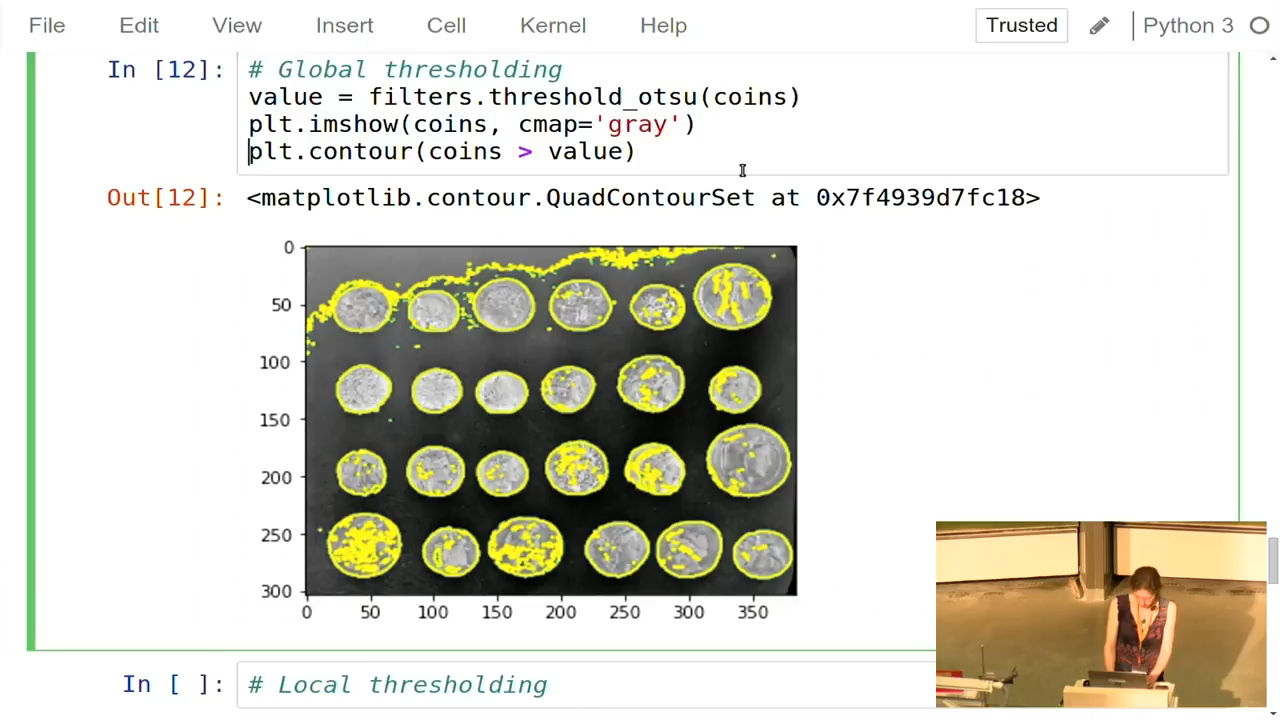 File Edit View Insert Cell Kernel Help Trusted Python 3
In [12]: # Global thresholding
value = filters.threshold_otsu(coins)
plt.imshow(coins, cmap='gray')
plt.contour(coins > value)
Out[12]: <matplotlib.contour.QuadContourSet at 0x7f4939d7fc18>
0
50
100
150
200
250
300
0 50 100 150 200 250 300 350
In [ ]: # Local thresholding